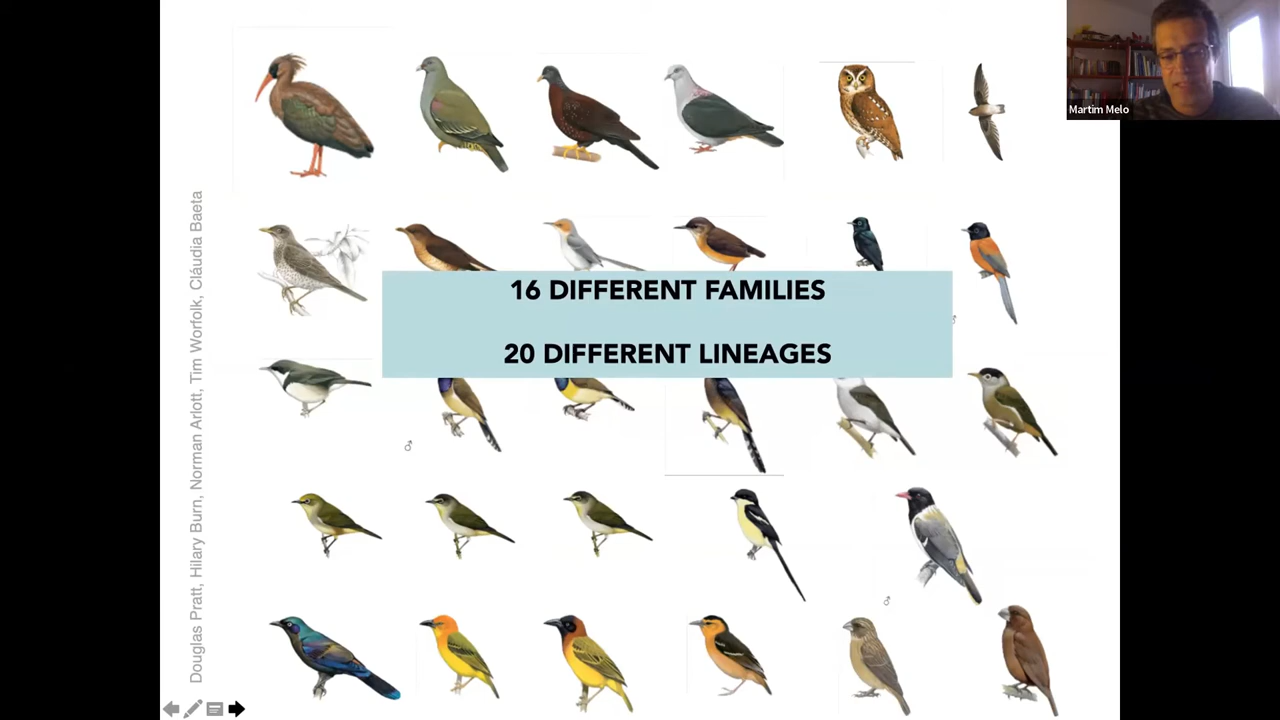 Martim Melo
16 DIFFERENT FAMILIES
20 DIFFERENT LINEAGES
Douglas Pratt, Hilary Burn, Norman Arlott, Tim Worfolk, Cláudia Baeta
♂
♂
♂